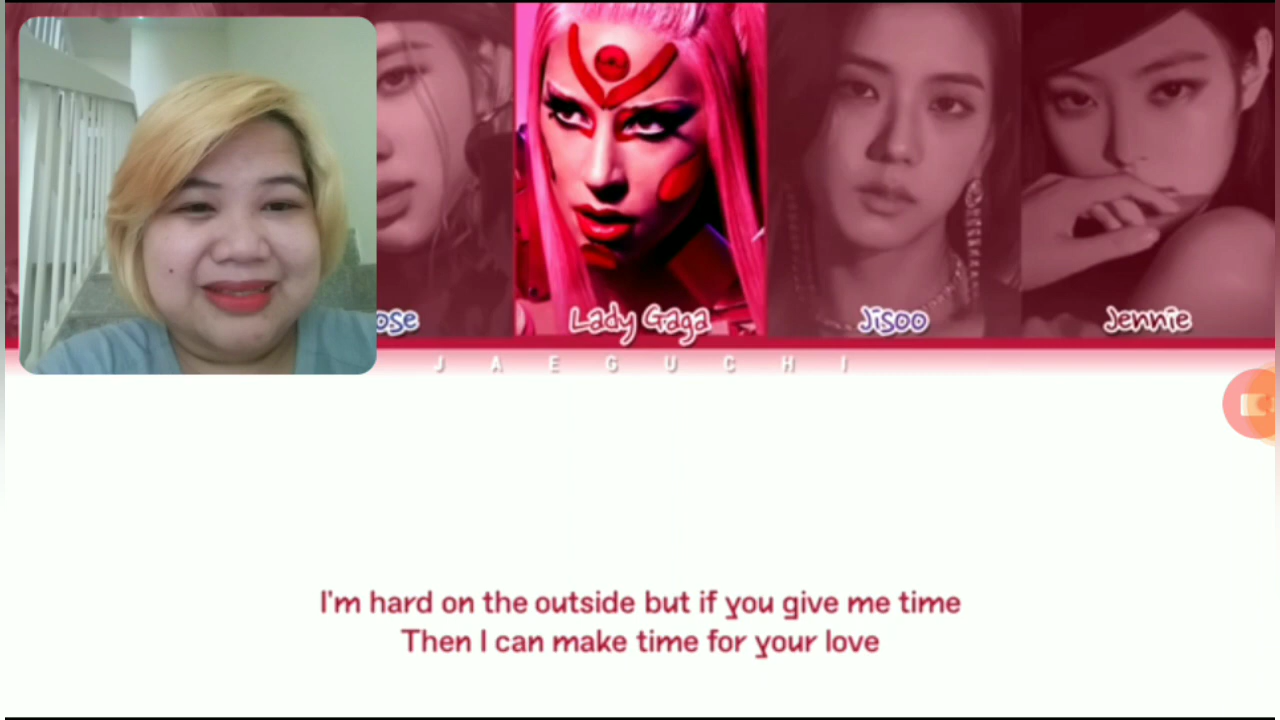 ose
Lady Gaga
Jisoo
Jennie
J A E G U C H I
I'm hard on the outside but if you give me time
Then I can make time for your love